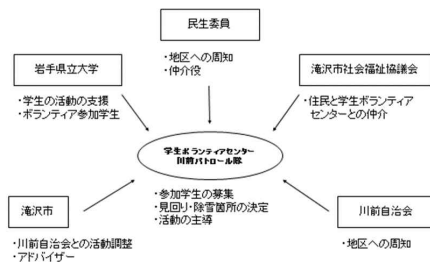 民生委員
・地区への周知
・仲介役
岩手県立大学
・学生の活動の支援
・ボランティア参加学生
滝沢市社会福祉協議会
・住民と学生ボランティア
センターとの仲介
学生ボランティアセンター
川前パトロール隊
・参加学生の募集
・見回り・除雪箇所の決定
・活動の主導
滝沢市
・川前自治会との活動調整
・アドバイザー
川前自治会
・地区への周知